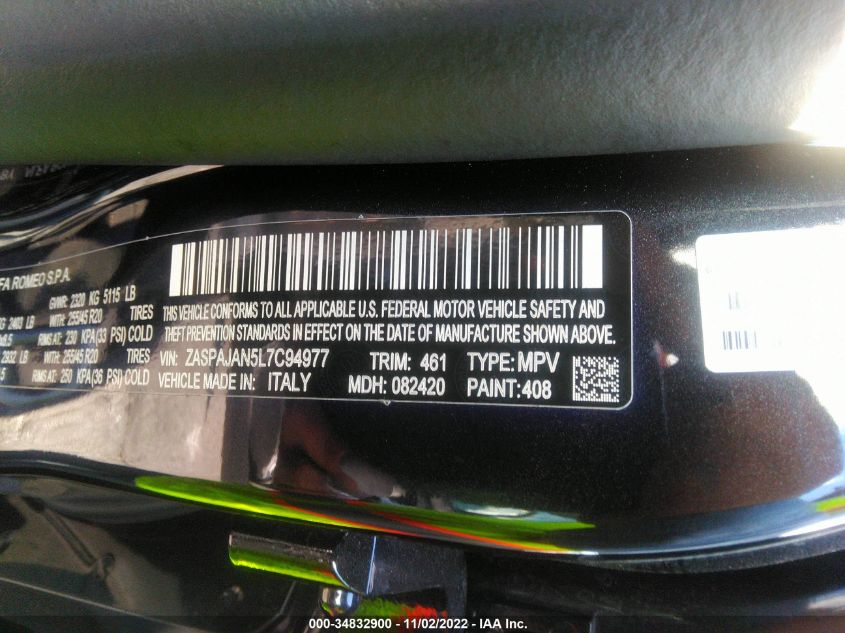 FA ROMEO S.P.A.
GVWR: 2320 KG 5115 LB
G 2483 LB WITH: 255/45 R20 TIRES
x8.5 RIMS AT: 230 KPA (33 PSI) COLD
2932 LB WITH: 255/45 R20 TIRES
.5 RIMS AT: 250 KPA (36 PSI) COLD
THIS VEHICLE CONFORMS TO ALL APPLICABLE U.S. FEDERAL MOTOR VEHICLE SAFETY AND
THEFT PREVENTION STANDARDS IN EFFECT ON THE DATE OF MANUFACTURE SHOWN ABOVE.
VIN: ZASPAJAN5L7C94977 TRIM: 461 TYPE: MPV
VEHICLE MADE IN: ITALY MDH: 082420 PAINT: 408
000-34832900 - 11/02/2022 - IAA Inc.